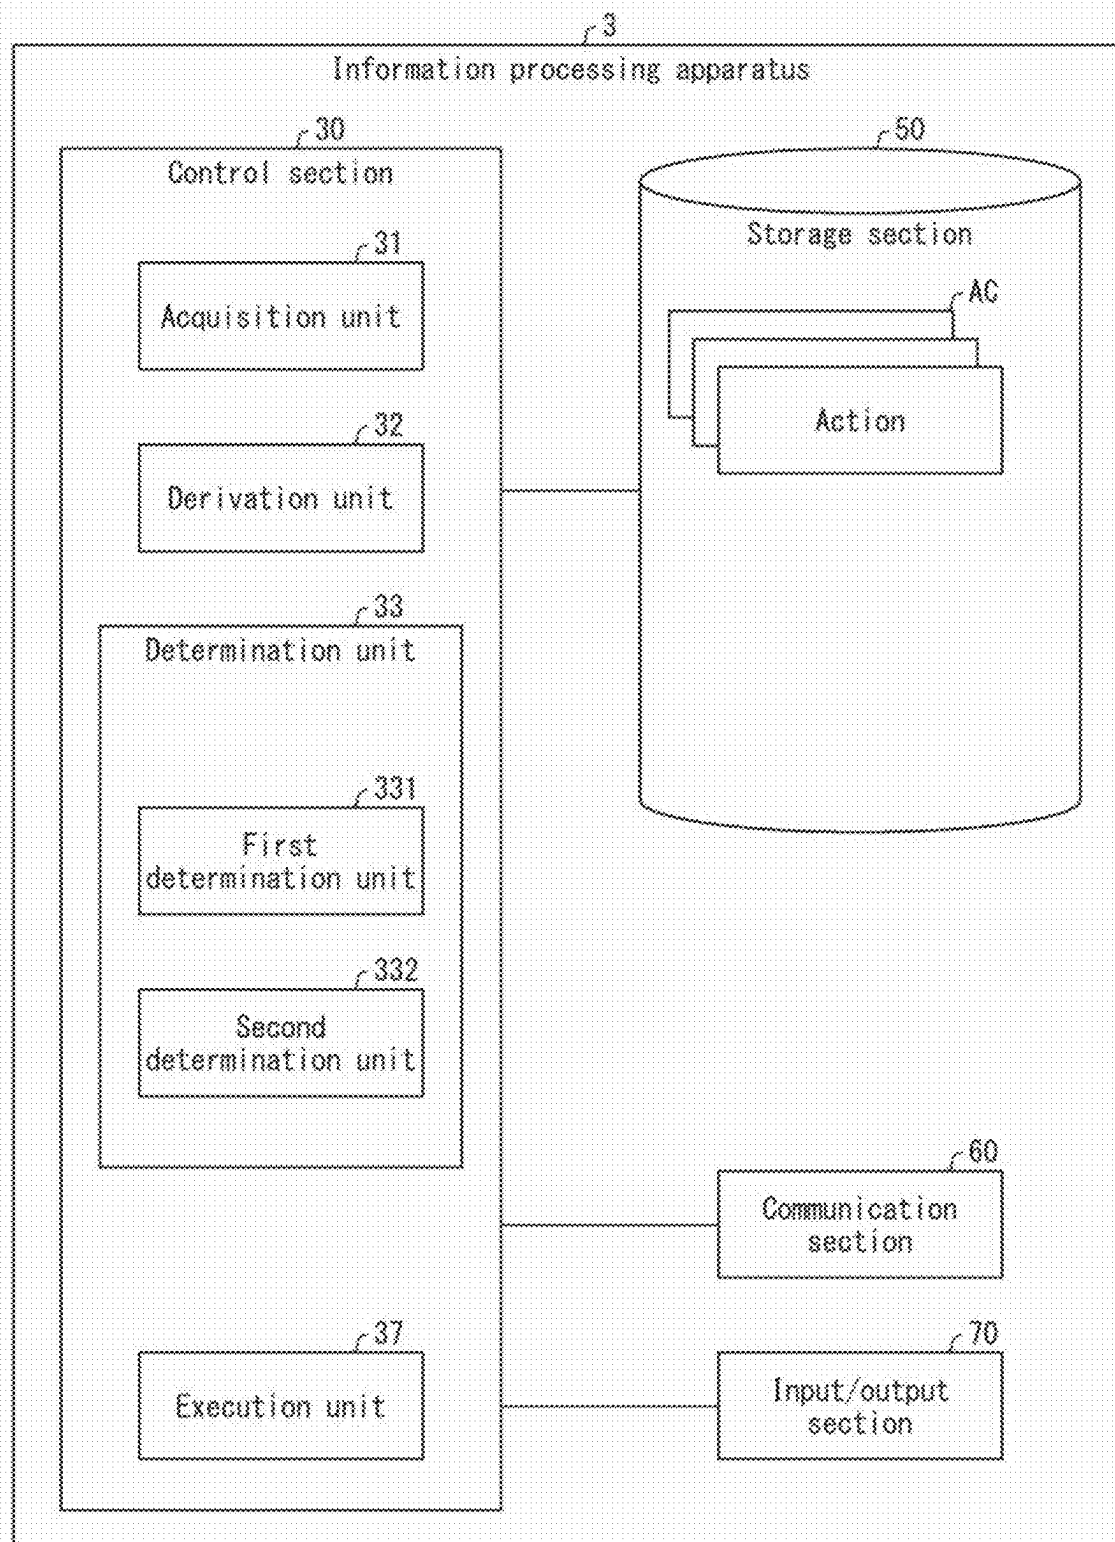 3
Information processing apparatus
30
Control section
31
Acquisition unit
32
Derivation unit
33
Determination unit
331
First
determination unit
332
Second
determination unit
37
Execution unit
50
Storage section
AC
Action
60
Communication
section
70
Input/output
section